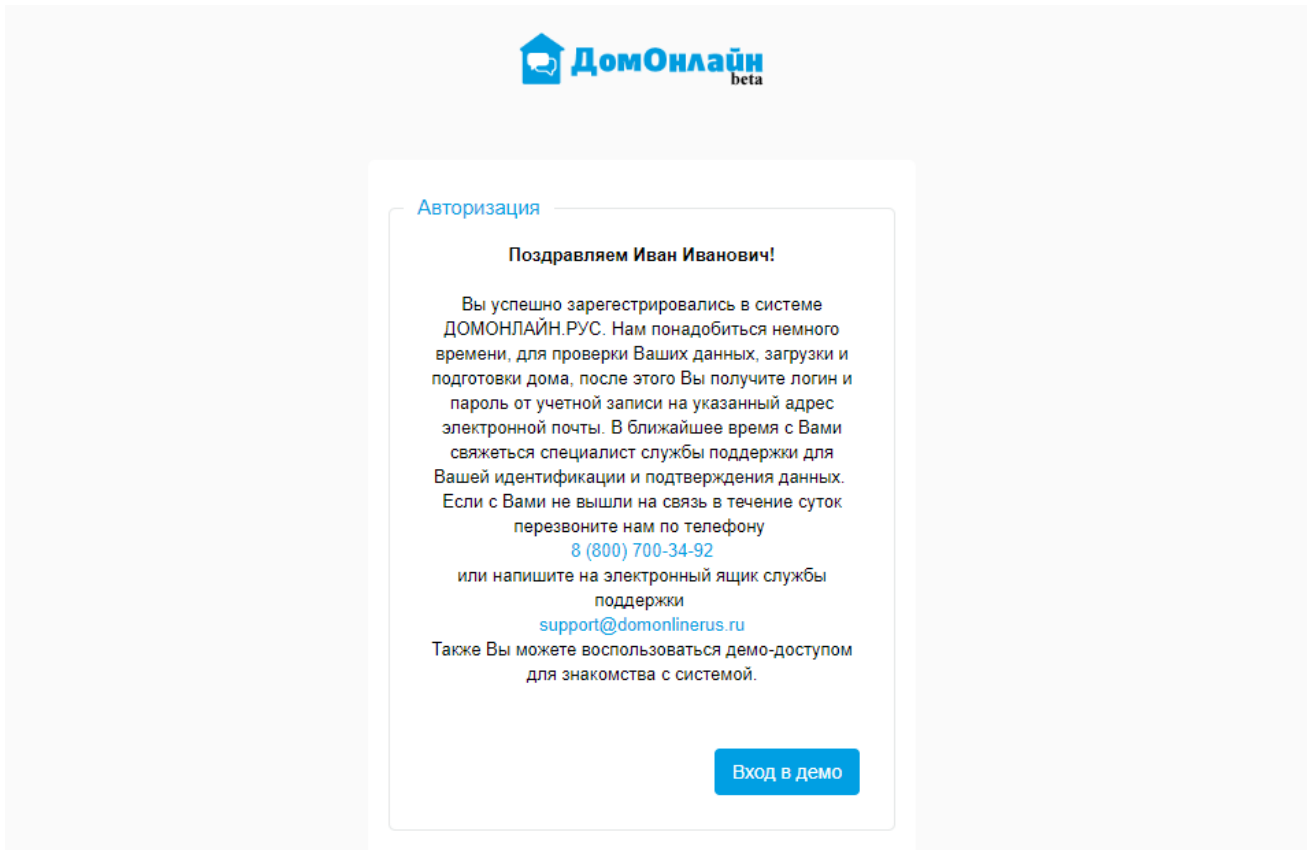 ДомОнлайн
beta
Авторизация
Поздравляем Иван Иванович!
Вы успешно зарегестрировались в системе
ДОМОНЛАЙН.РУС. Нам понадобиться немного
времени, для проверки Ваших данных, загрузки и
подготовки дома, после этого Вы получите логин и
пароль от учетной записи на указанный адрес
электронной почты. В ближайшее время с Вами
свяжеться специалист службы поддержки для
Вашей идентификации и подтверждения данных.
Если с Вами не вышли на связь в течение суток
перезвоните нам по телефону
8 (800) 700-34-92
или напишите на электронный ящик службы
поддержки
support@domonlinerus.ru
Также Вы можете воспользоваться демо-доступом
для знакомства с системой.
Вход в демо